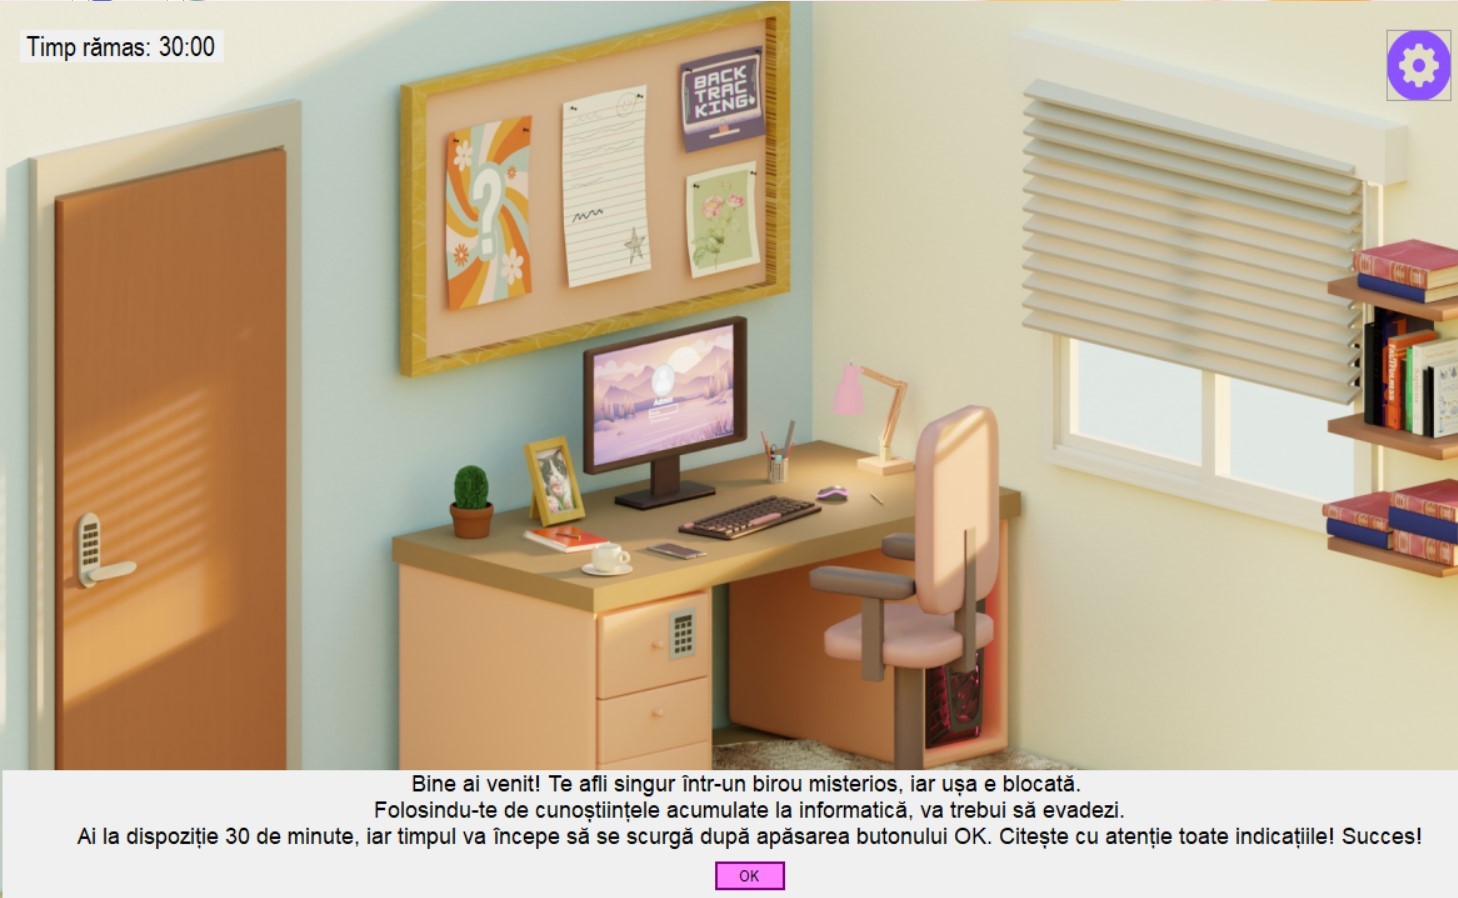 Timp rămas: 30:00
BACK
TRAC
KING
Bine ai venit! Te afli singur într-un birou misterios, iar ușa e blocată.
Folosindu-te de cunoștiințele acumulate la informatică, va trebui să evadezi.
Ai la dispoziție 30 de minute, iar timpul va începe să se scurgă după apăsarea butonului OK. Citește cu atenție toate indicațiile! Succes!
OK